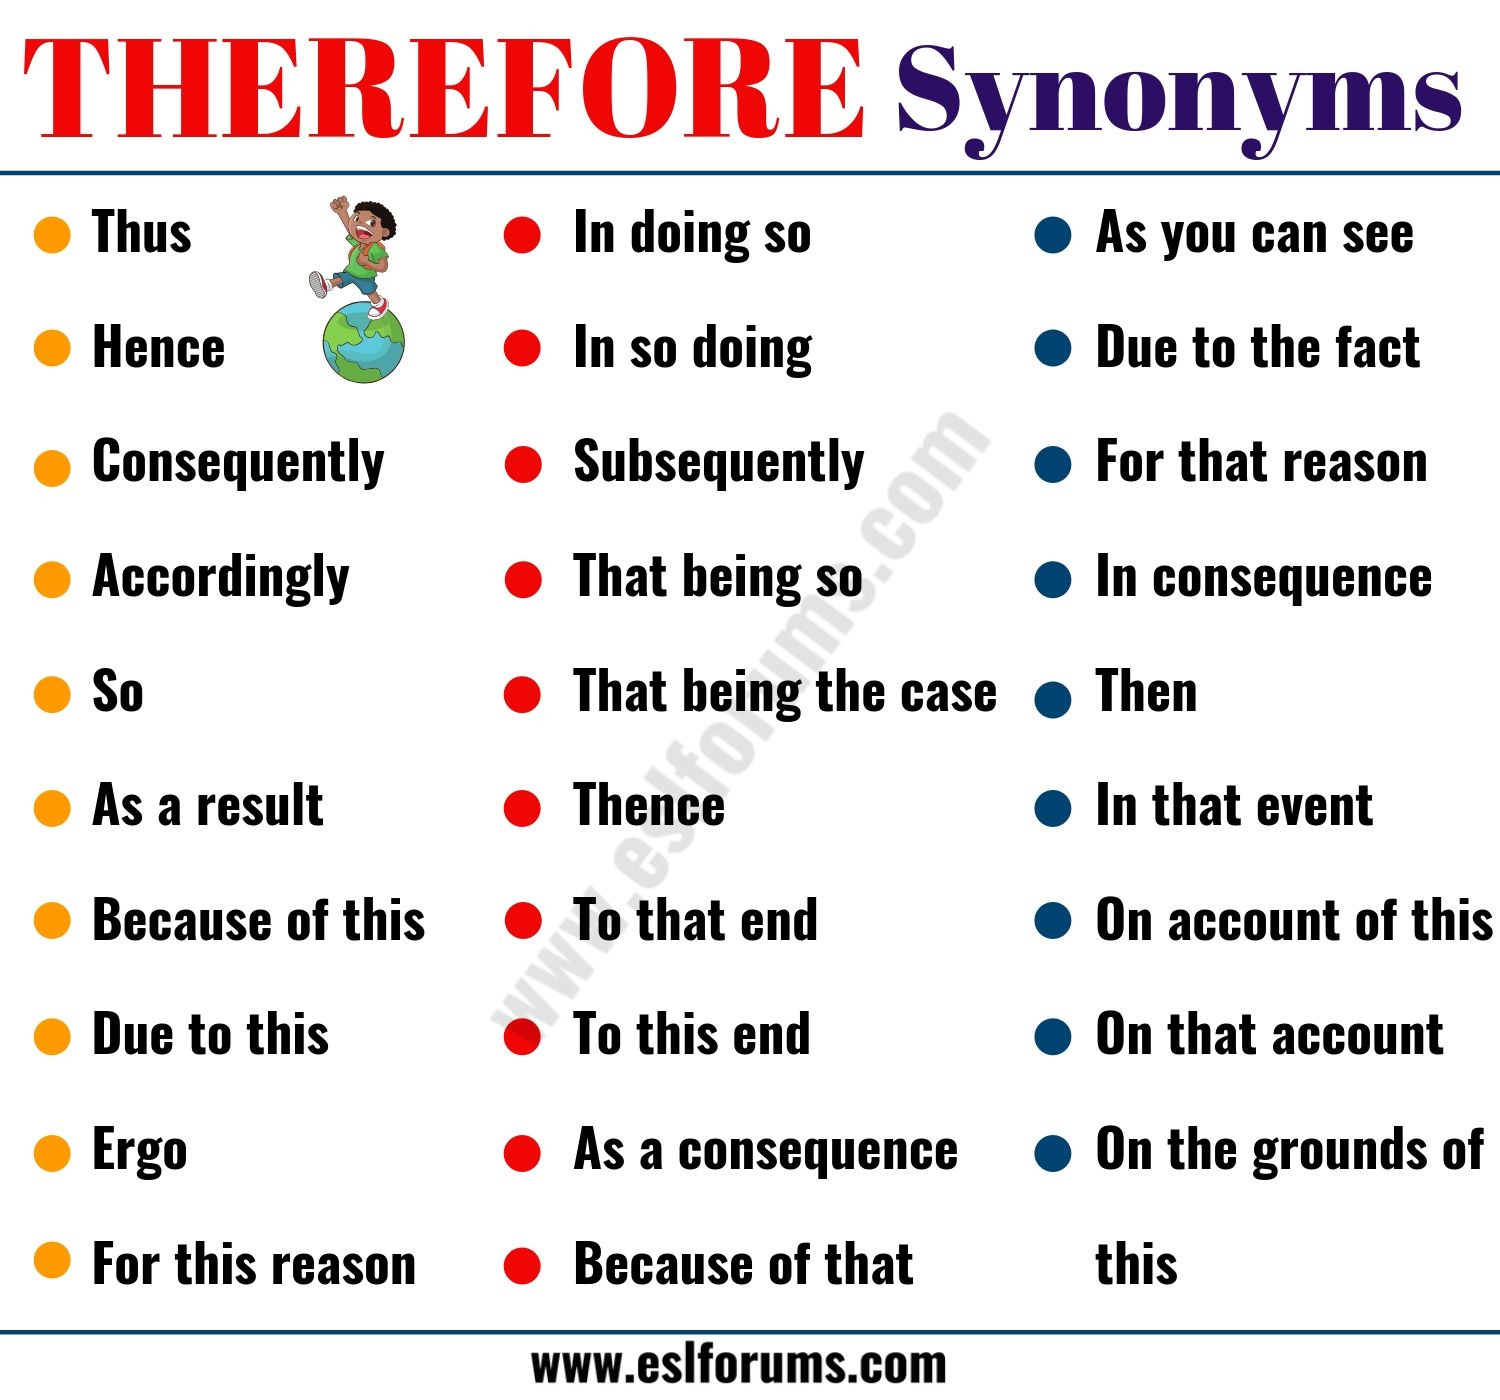 THEREFORE Synonyms
Thus
Hence
Consequently
Accordingly
So
As a result
Because of this
Due to this
Ergo
For this reason
In doing so
In so doing
Subsequently
That being so
That being the case
Thence
To that end
To this end
As a consequence
Because of that
As you can see
Due to the fact
For that reason
In consequence
Then
In that event
On account of this
On that account
On the grounds of
this
www.eslforums.com
www.eslforums.com